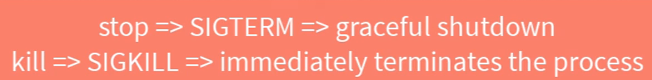 stop => SIGTERM => graceful shutdown
kill => SIGKILL => immediately terminates the process